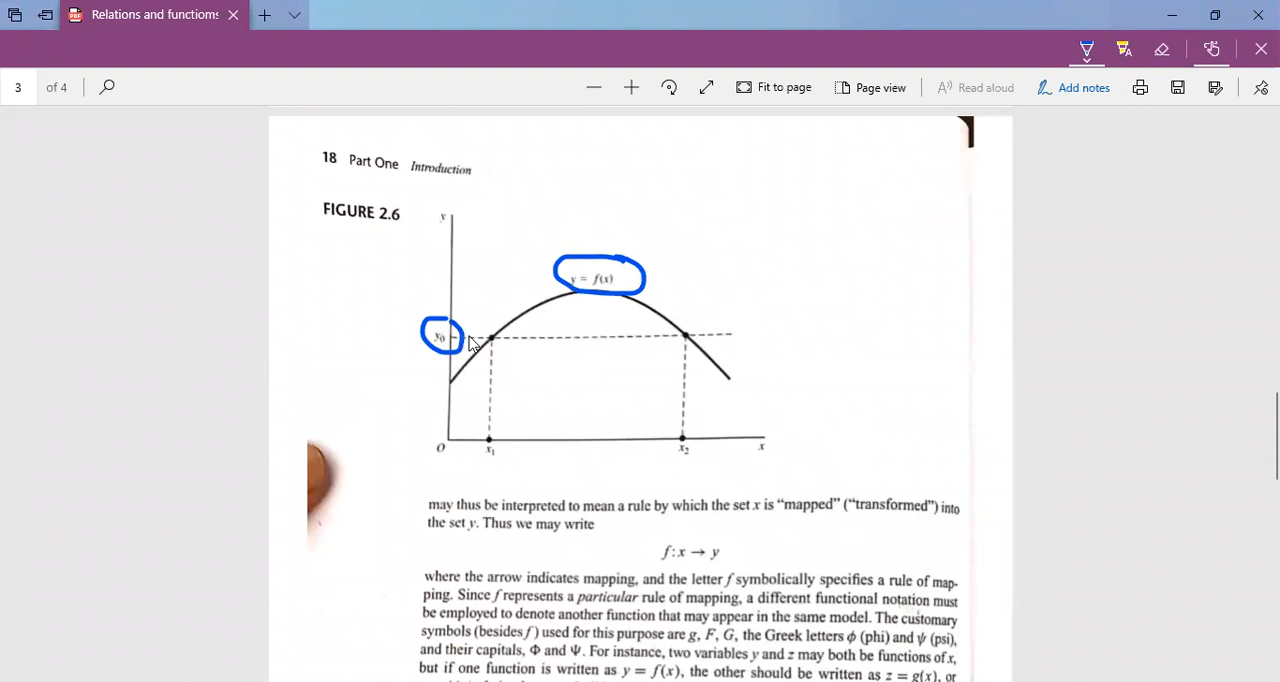 Relations and functions
3 of 4
Fit to page
Page view
Read aloud
Add notes
18 Part One Introduction
FIGURE 2.6
y
y = f(x)
y0
O
x1
x2
x
may thus be interpreted to mean a rule by which the set x is “mapped” (“transformed”) into
the set y. Thus we may write
f: x → y
where the arrow indicates mapping, and the letter f symbolically specifies a rule of map-
ping. Since f represents a particular rule of mapping, a different functional notation must
be employed to denote another function that may appear in the same model. The customary
symbols (besides f) used for this purpose are g, F, G, the Greek letters ϕ (phi) and ψ (psi),
and their capitals, Φ and Ψ. For instance, two variables y and z may both be functions of x,
but if one function is written as y = f(x), the other should be written as z = g(x), or